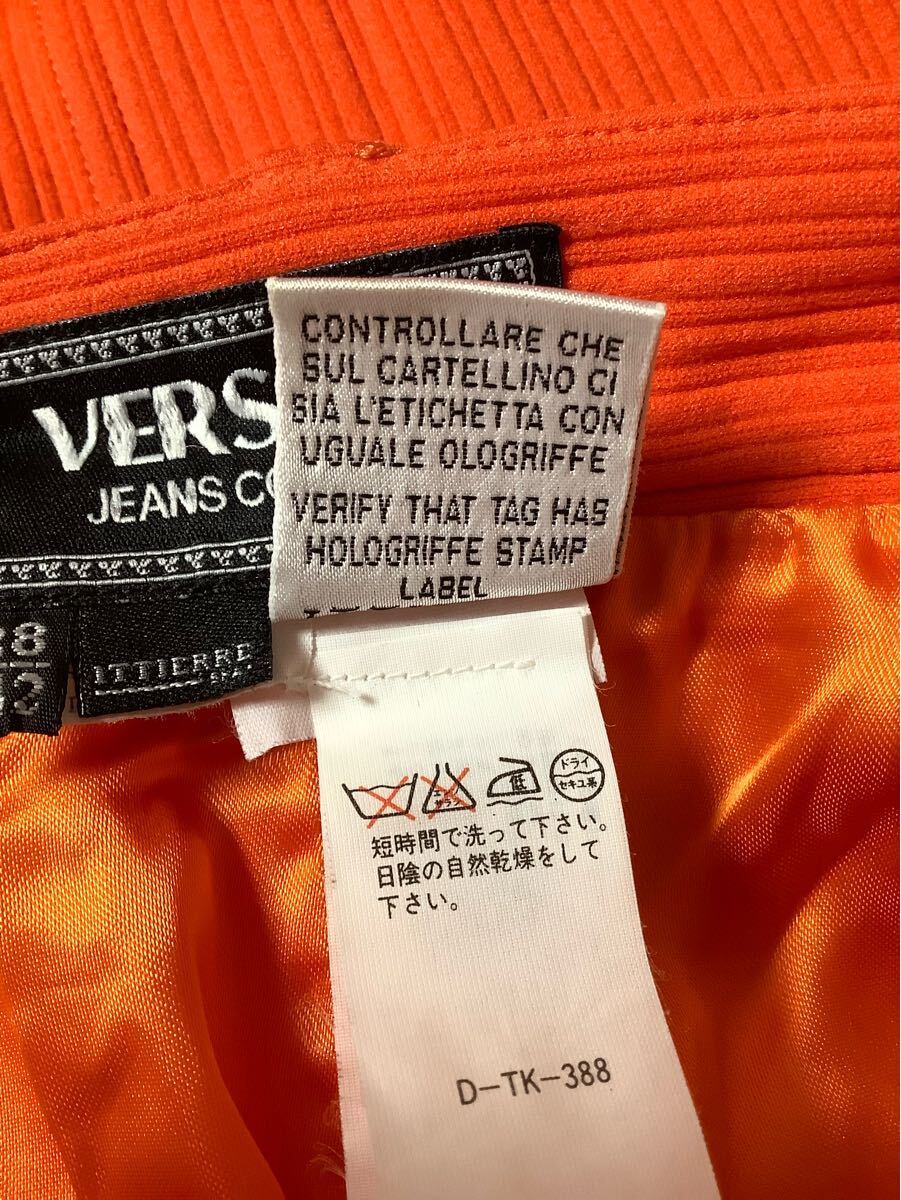 CONTROLLARE CHE
SUL CARTELLINO CI
SIA L'ETICHETTA CON
UGUALE OLOGRIFFE
VERIFY THAT TAG HAS
HOLOGRIFFE STAMP
LABEL
VERS
JEANS CO
ITTIERRE
低
ドライ
セキユ系
短時間で洗って下さい。
日陰の自然乾燥をして
下さい。
D-TK-388